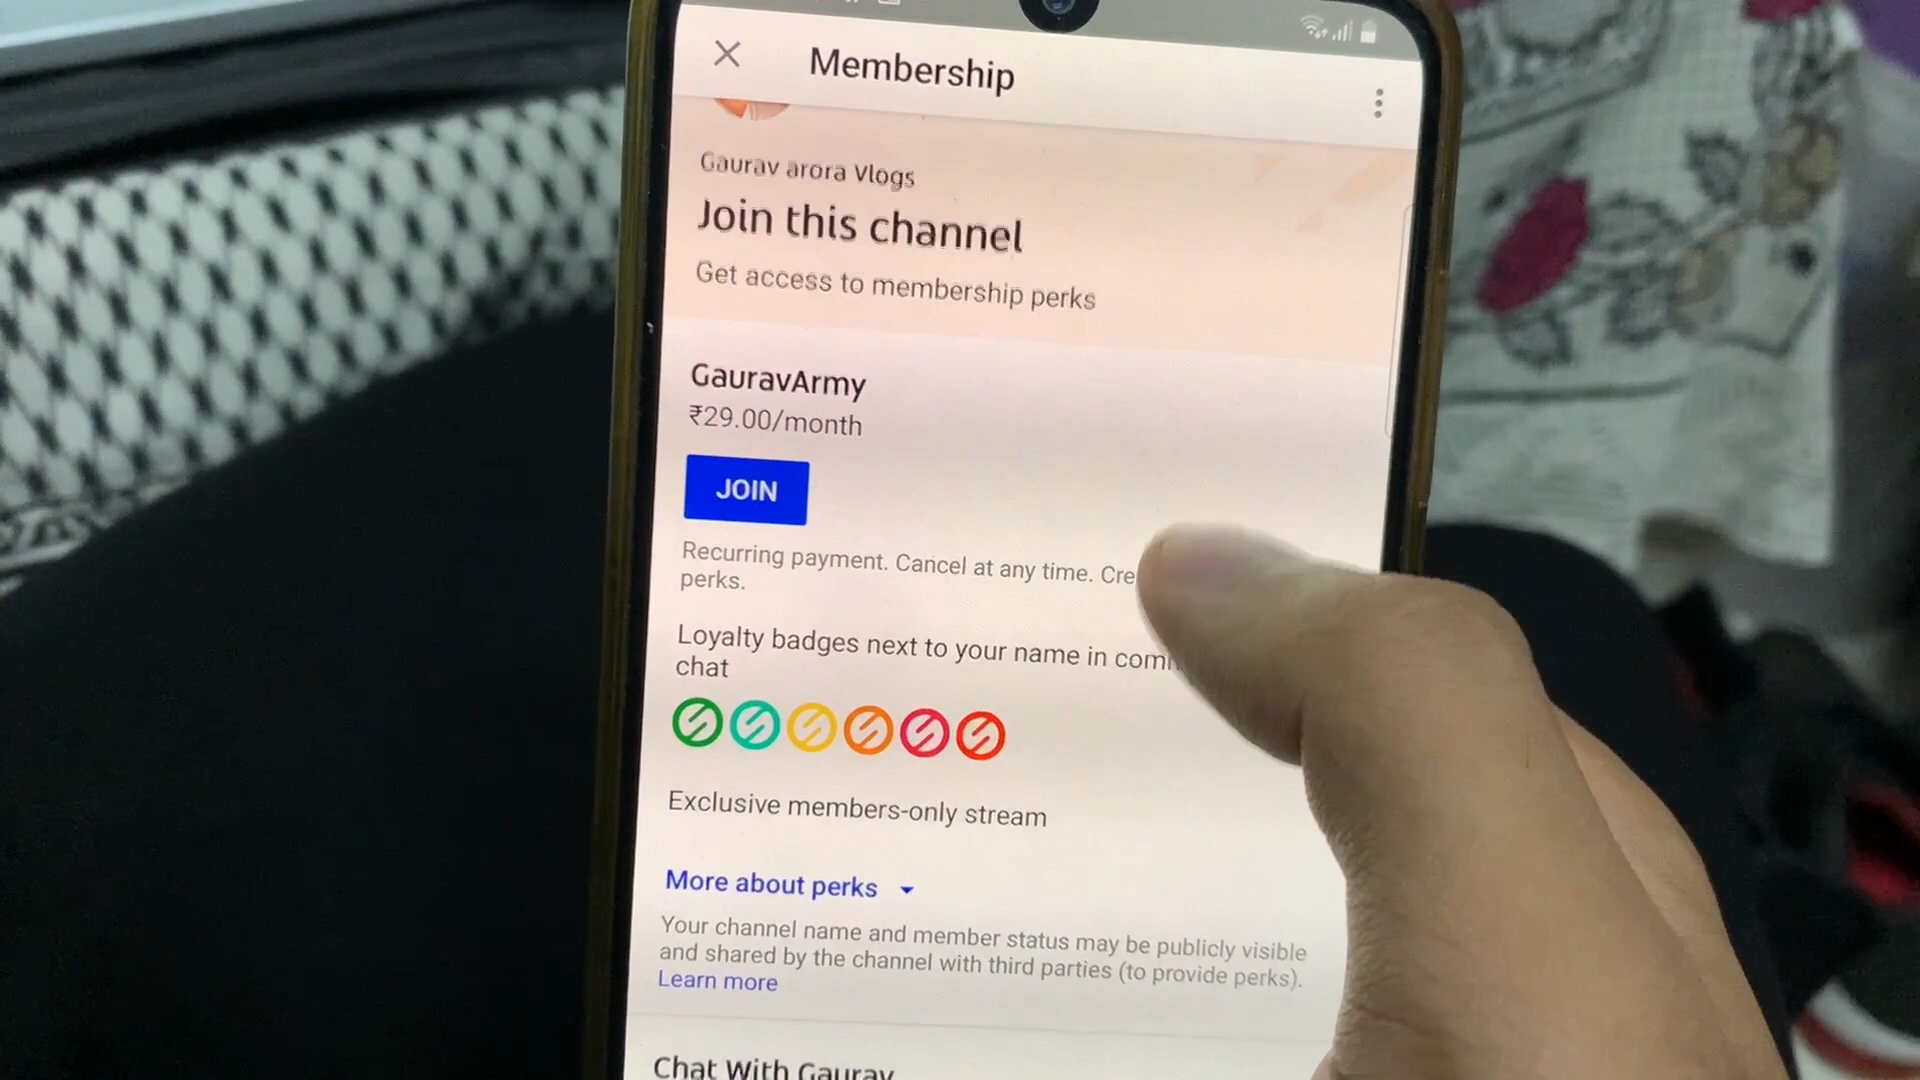 Membership
Gaurav arora Vlogs
Join this channel
Get access to membership perks
GauravArmy
₹29.00/month
JOIN
Recurring payment. Cancel at any time.
perks.
Loyalty badges next to your name in
chat
Exclusive members-only stream
More about perks
Your channel name and member status may be publicly visible
and shared by the channel with third parties (to provide perks).
Learn more
Chat With Gaurav